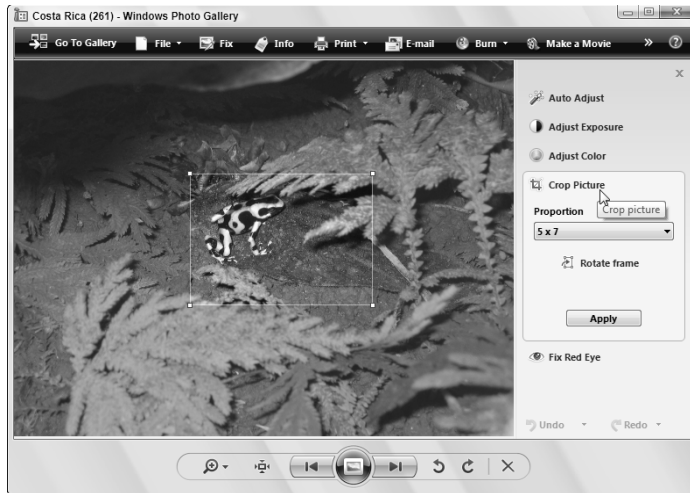 Costa Rica (261) - Windows Photo Gallery
Go To Gallery File Fix Info Print E-mail Burn Make a Movie » ?
x
Auto Adjust
Adjust Exposure
Adjust Color
Crop Picture
Proportion Crop picture
5 x 7
Rotate frame
Apply
Fix Red Eye
Undo Redo